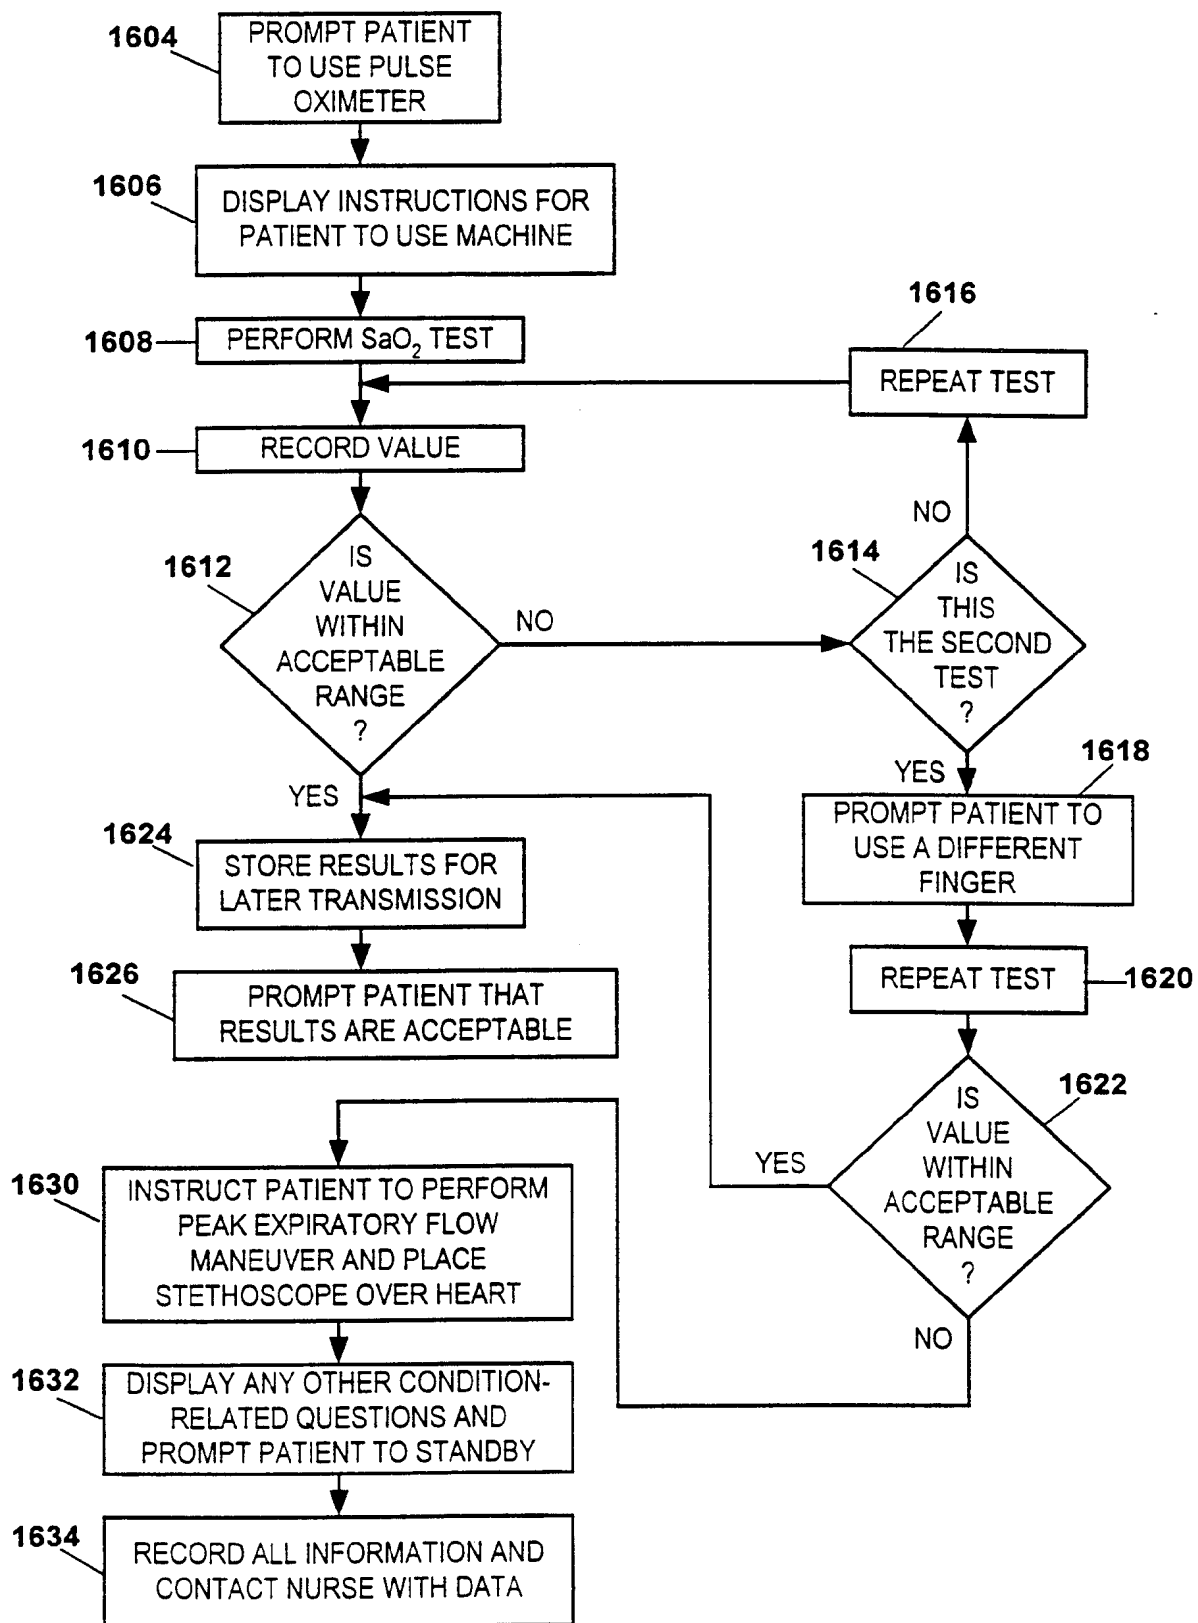 1604
PROMPT PATIENT
TO USE PULSE
OXIMETER
1606
DISPLAY INSTRUCTIONS FOR
PATIENT TO USE MACHINE
1608
PERFORM SaO₂ TEST
1616
REPEAT TEST
1610
RECORD VALUE
1612
IS
VALUE
WITHIN
ACCEPTABLE
RANGE
?
NO
1614
IS
THIS
THE SECOND
TEST
?
NO
YES
1618
PROMPT PATIENT TO
USE A DIFFERENT
FINGER
REPEAT TEST
1620
1622
IS
VALUE
WITHIN
ACCEPTABLE
RANGE
?
YES
NO
YES
1624
STORE RESULTS FOR
LATER TRANSMISSION
1626
PROMPT PATIENT THAT
RESULTS ARE ACCEPTABLE
1630
INSTRUCT PATIENT TO PERFORM
PEAK EXPIRATORY FLOW
MANEUVER AND PLACE
STETHOSCOPE OVER HEART
1632
DISPLAY ANY OTHER CONDITION-
RELATED QUESTIONS AND
PROMPT PATIENT TO STANDBY
1634
RECORD ALL INFORMATION AND
CONTACT NURSE WITH DATA